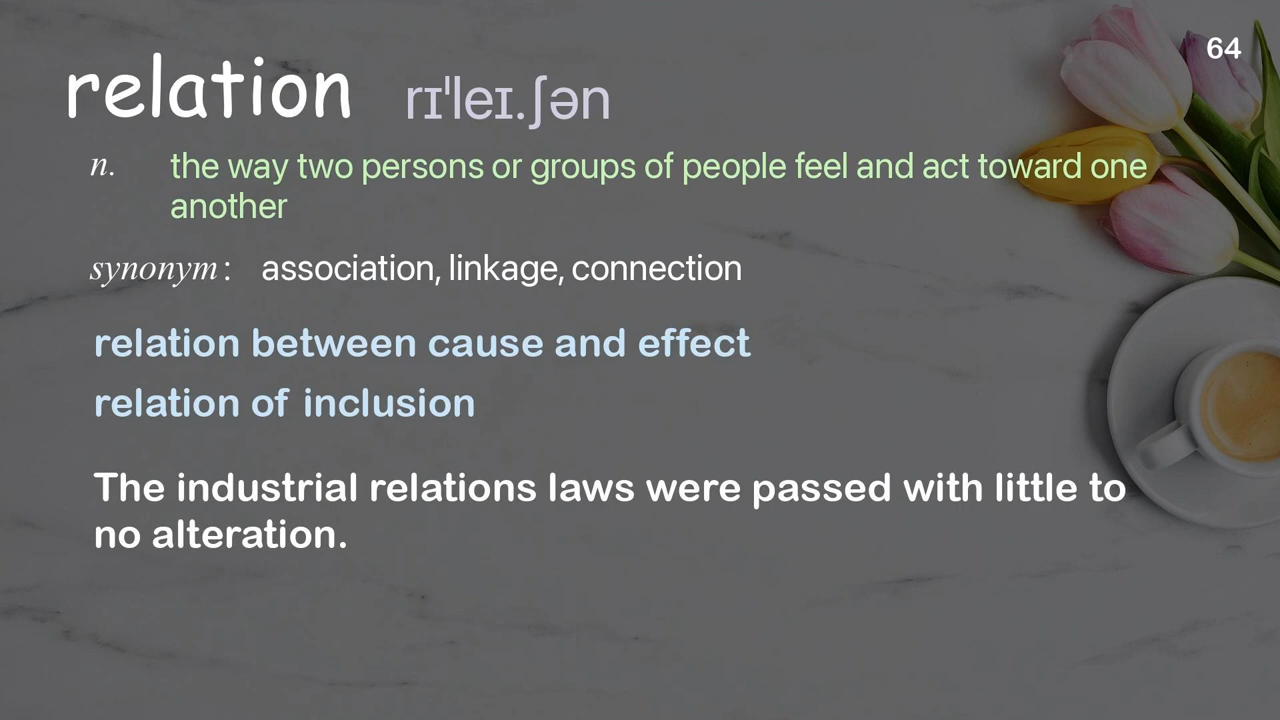 64
relation rɪˈleɪ.ʃən
n. the way two persons or groups of people feel and act toward one
another
synonym: association, linkage, connection
relation between cause and effect
relation of inclusion
The industrial relations laws were passed with little to
no alteration.